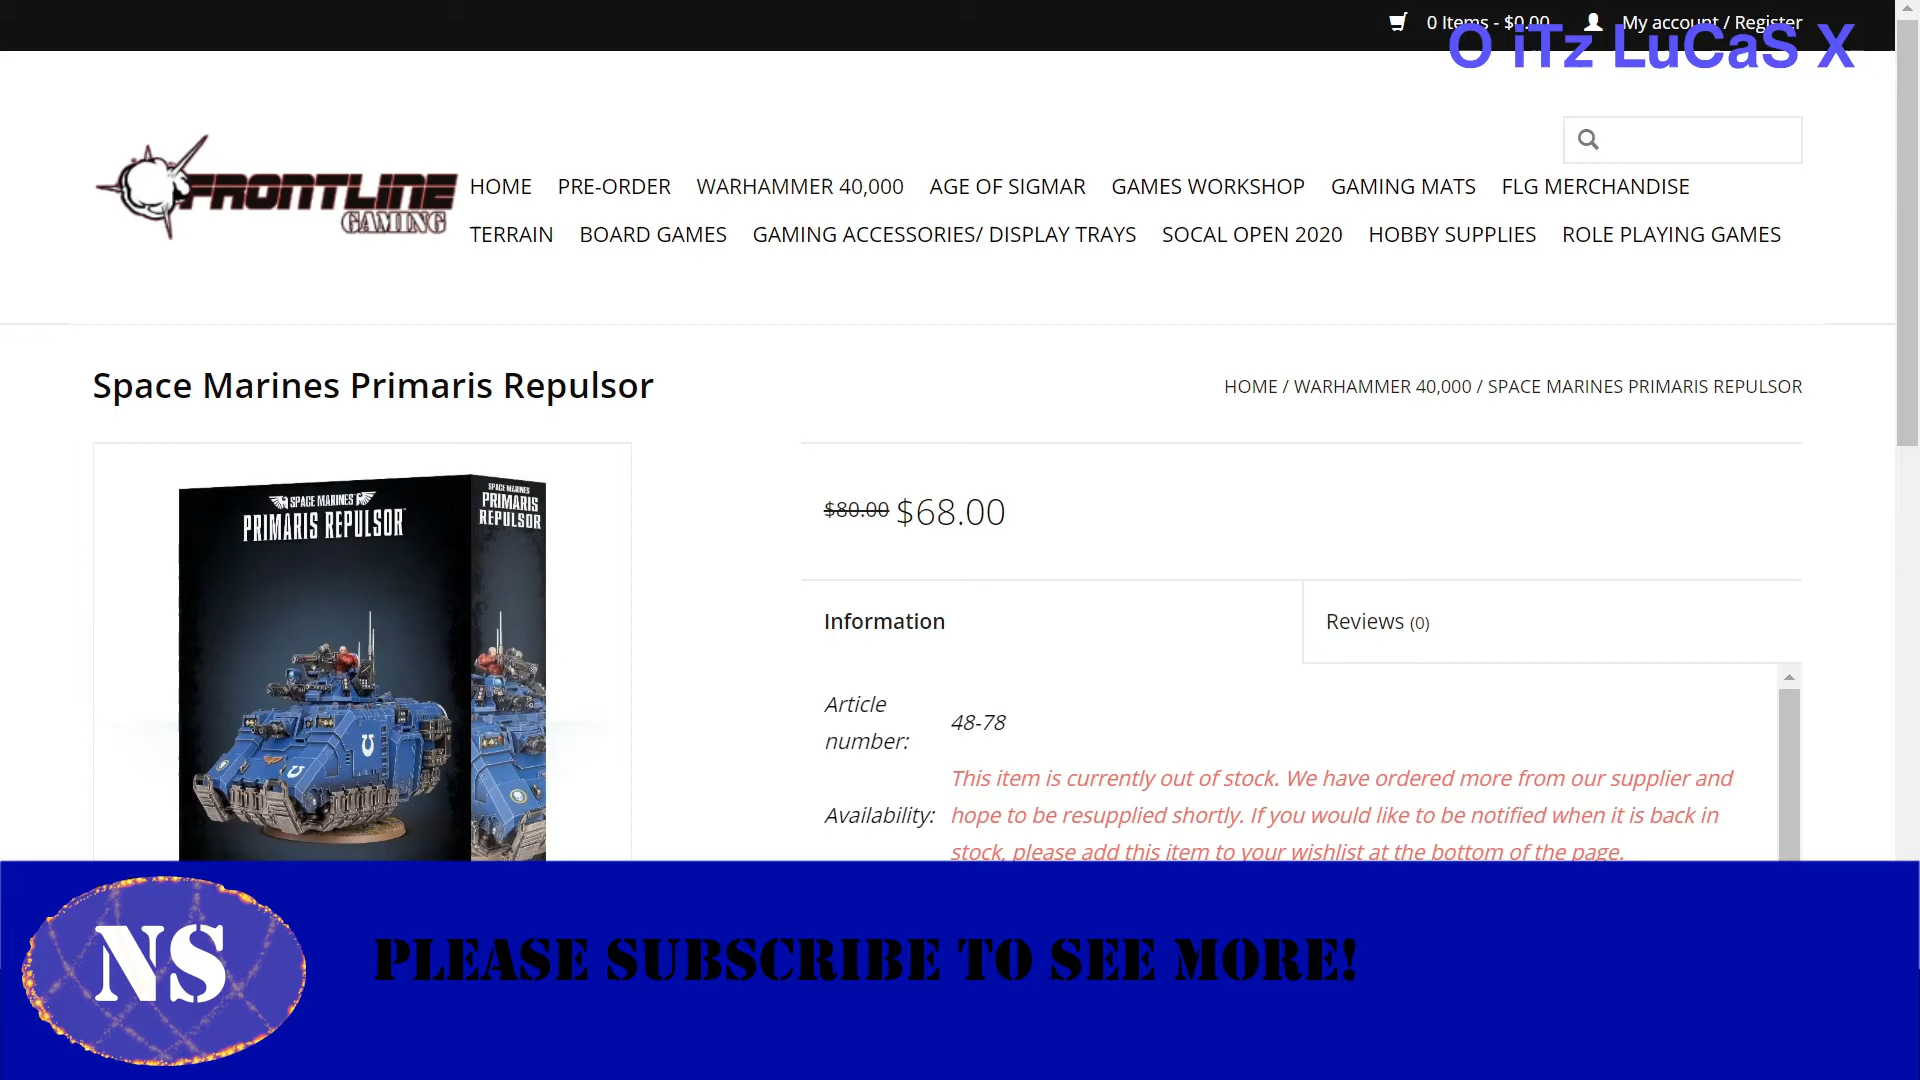 0 Items - $0.00 My account / Register
O iTz LuCaS X
FRONTLINE
GAMING
HOME PRE-ORDER WARHAMMER 40,000 AGE OF SIGMAR GAMES WORKSHOP GAMING MATS FLG MERCHANDISE
TERRAIN BOARD GAMES GAMING ACCESSORIES/ DISPLAY TRAYS SOCAL OPEN 2020 HOBBY SUPPLIES ROLE PLAYING GAMES
Space Marines Primaris Repulsor
HOME / WARHAMMER 40,000 / SPACE MARINES PRIMARIS REPULSOR
SPACE MARINES
PRIMARIS REPULSOR
SPACE MARINES
PRIMARIS
REPULSOR
$80.00 $68.00
Information
Reviews (0)
Article
number:
48-78
Availability:
This item is currently out of stock. We have ordered more from our supplier and
hope to be resupplied shortly. If you would like to be notified when it is back in
stock, please add this item to your wishlist at the bottom of the page.
NS
PLEASE SUBSCRIBE TO SEE MORE!